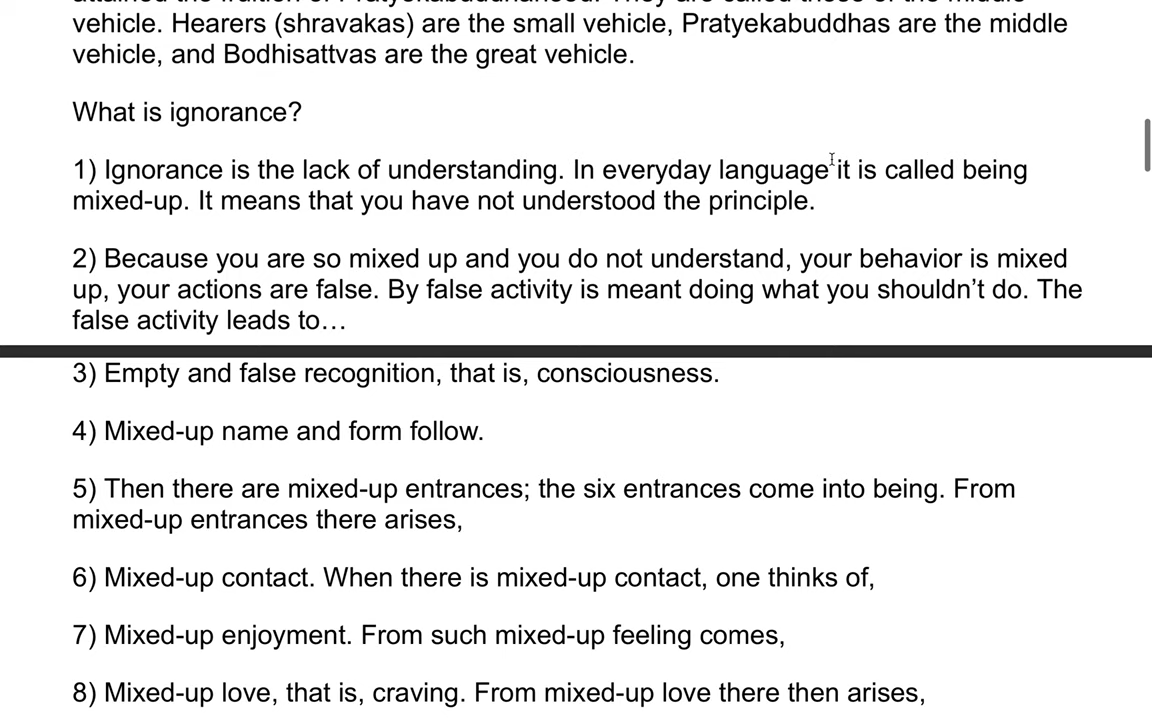 vehicle. Hearers (shravakas) are the small vehicle, Pratyekabuddhas are the middle
vehicle, and Bodhisattvas are the great vehicle.
What is ignorance?
1) Ignorance is the lack of understanding. In everyday language it is called being
mixed-up. It means that you have not understood the principle.
2) Because you are so mixed up and you do not understand, your behavior is mixed
up, your actions are false. By false activity is meant doing what you shouldn’t do. The
false activity leads to…
3) Empty and false recognition, that is, consciousness.
4) Mixed-up name and form follow.
5) Then there are mixed-up entrances; the six entrances come into being. From
mixed-up entrances there arises,
6) Mixed-up contact. When there is mixed-up contact, one thinks of,
7) Mixed-up enjoyment. From such mixed-up feeling comes,
8) Mixed-up love, that is, craving. From mixed-up love there then arises,